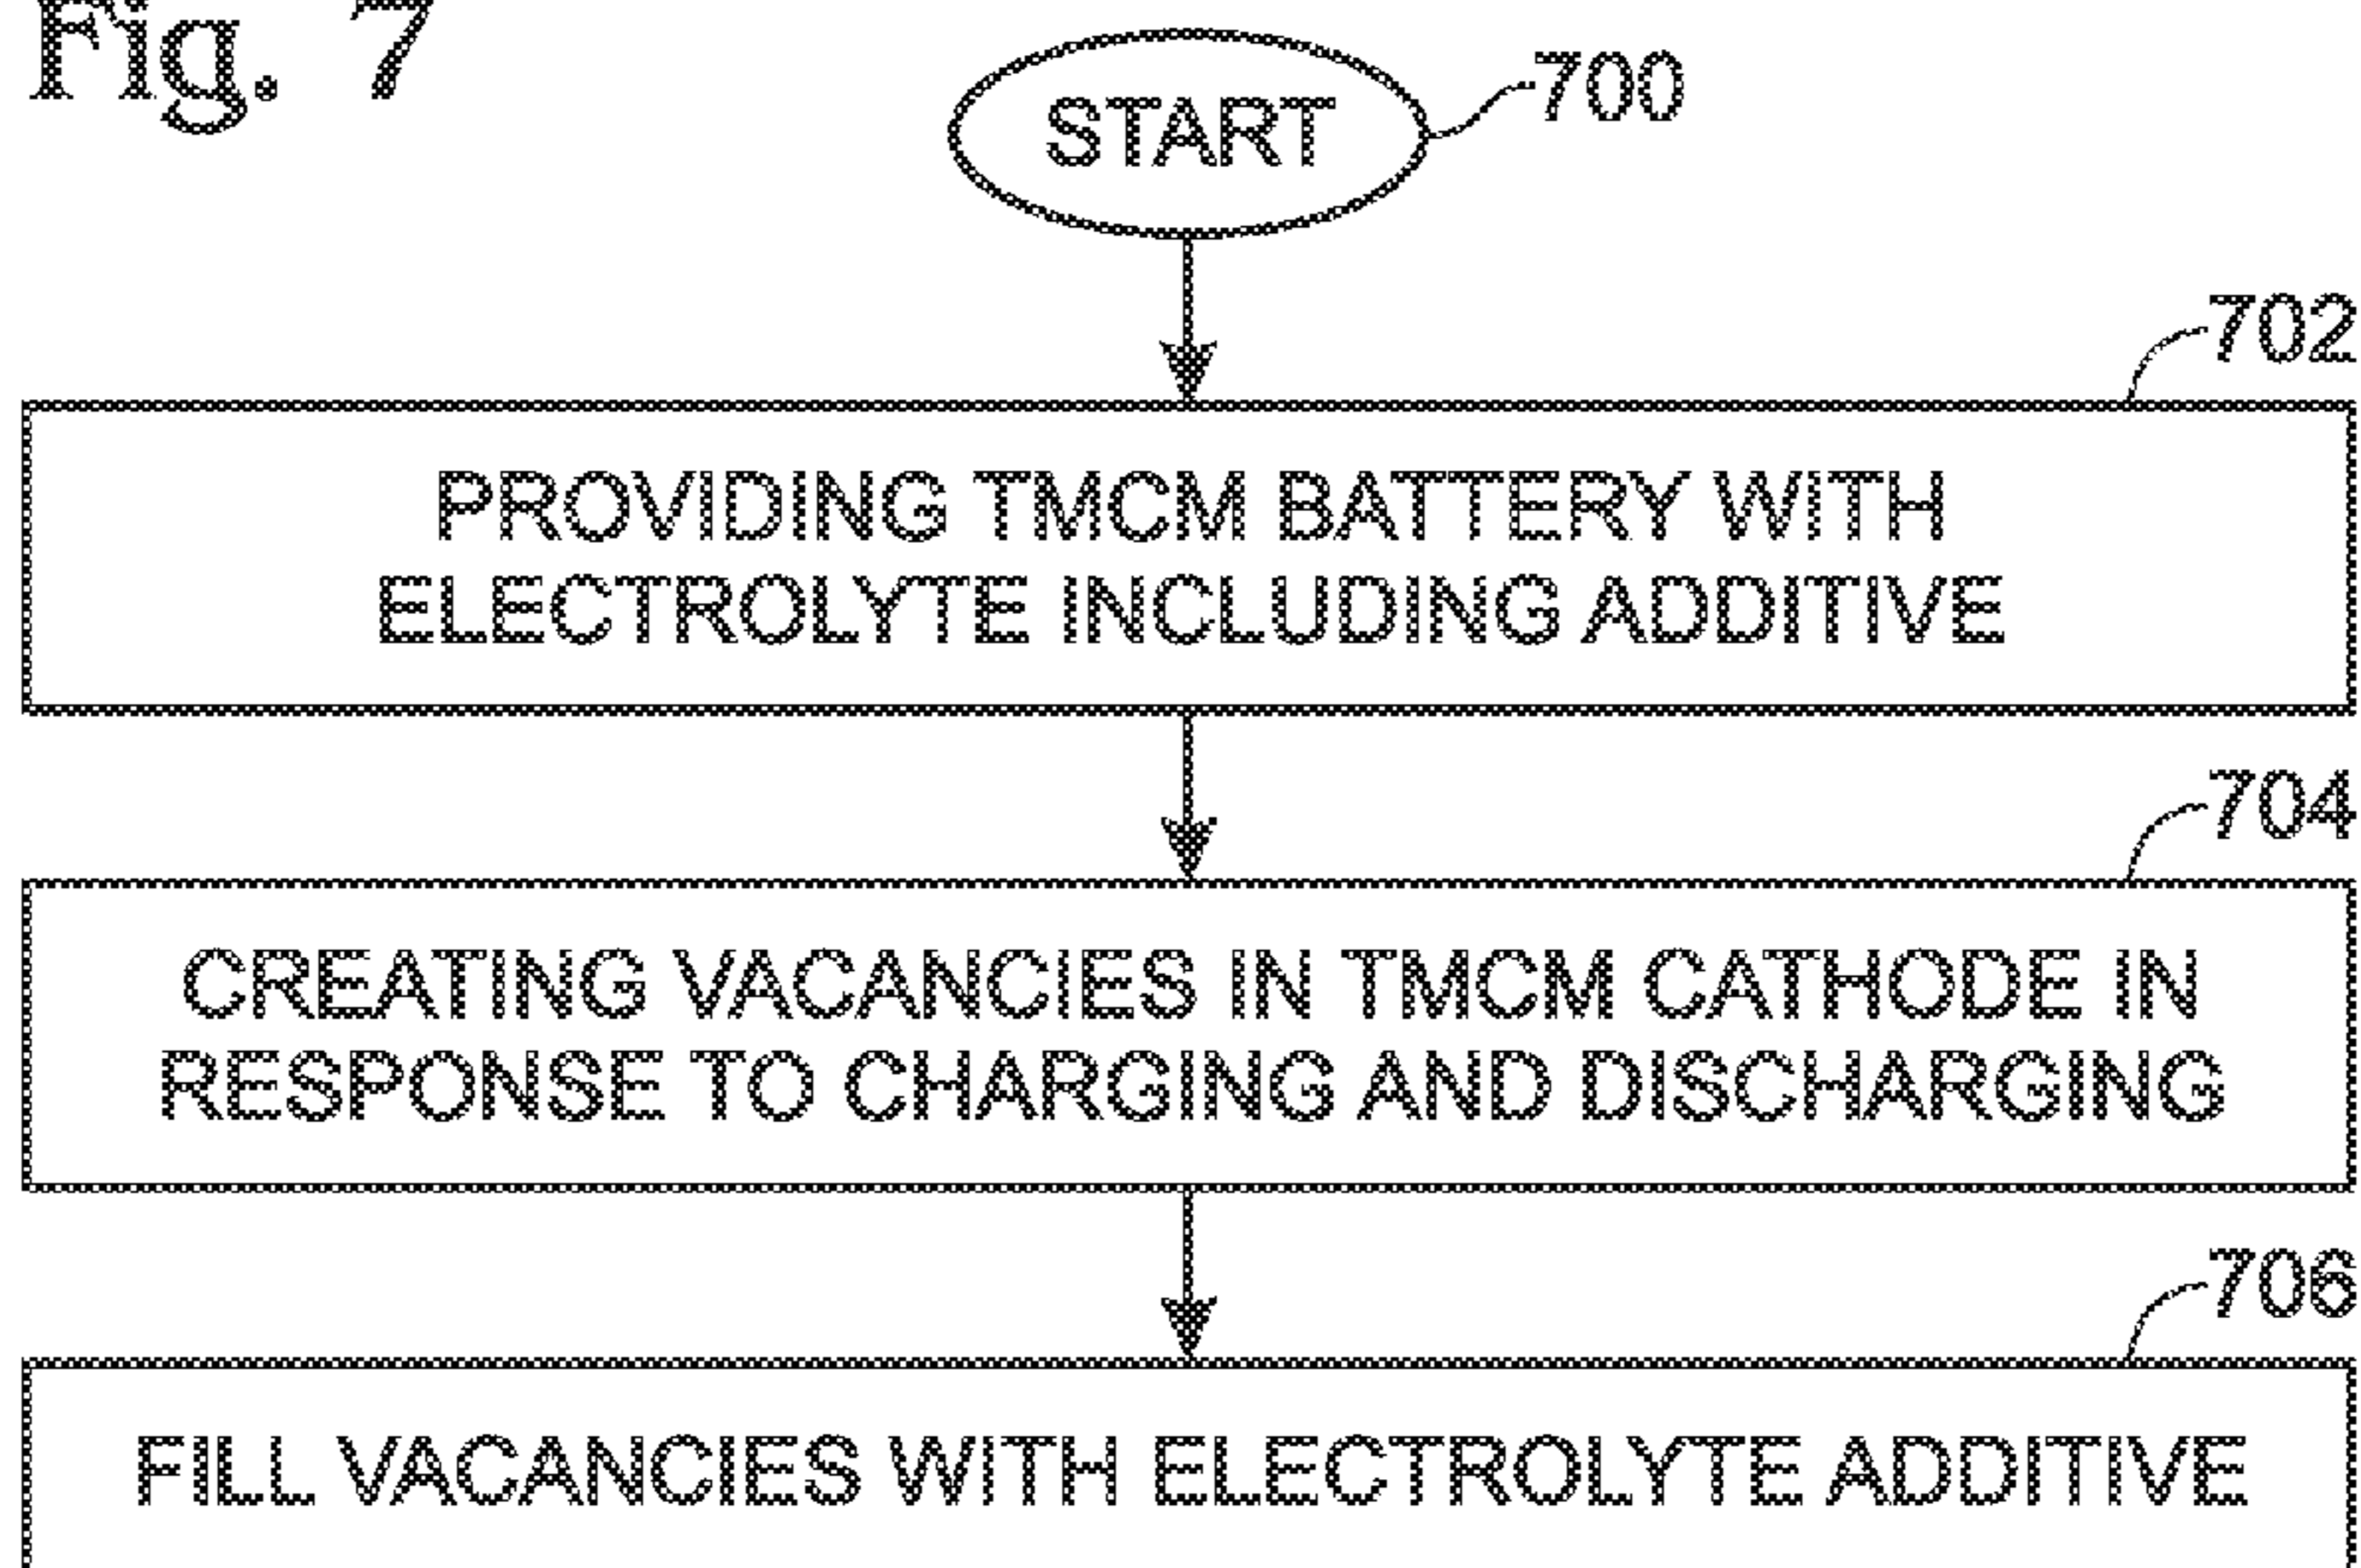 Fig. 7
START
700
702
PROVIDING TMCM BATTERY WITH
ELECTROLYTE INCLUDING ADDITIVE
704
CREATING VACANCIES IN TMCM CATHODE IN
RESPONSE TO CHARGING AND DISCHARGING
706
FILL VACANCIES WITH ELECTROLYTE ADDITIVE